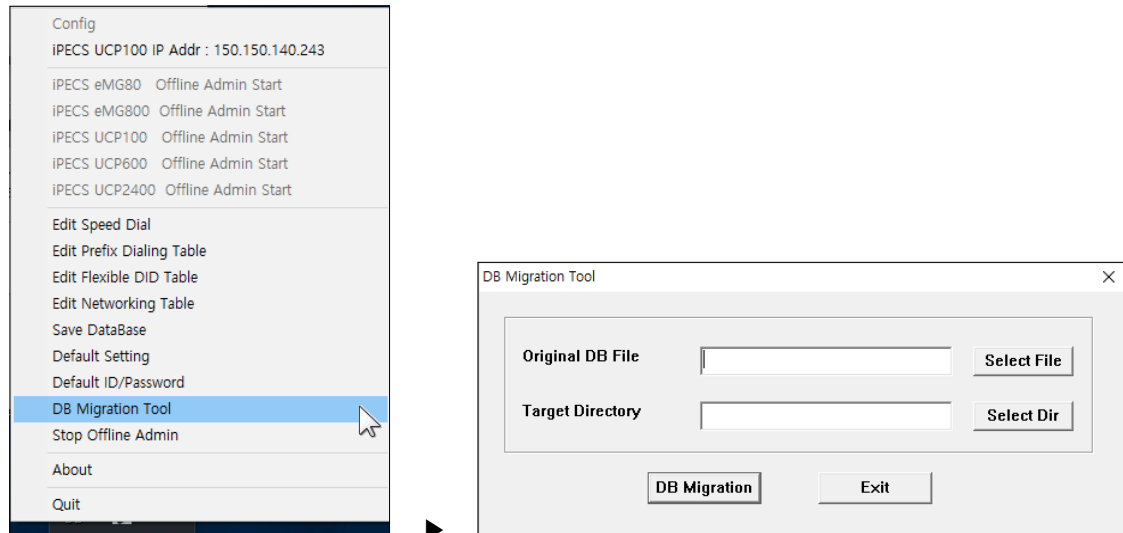 Config
iPECS UCP100 IP Addr : 150.150.140.243
iPECS eMG80 Offline Admin Start
iPECS eMG800 Offline Admin Start
iPECS UCP100 Offline Admin Start
iPECS UCP600 Offline Admin Start
iPECS UCP2400 Offline Admin Start
Edit Speed Dial
Edit Prefix Dialing Table
Edit Flexible DID Table
Edit Networking Table
Save DataBase
Default Setting
Default ID/Password
DB Migration Tool
Stop Offline Admin
About
Quit
DB Migration Tool
Original DB File
Select File
Target Directory
Select Dir
DB Migration
Exit